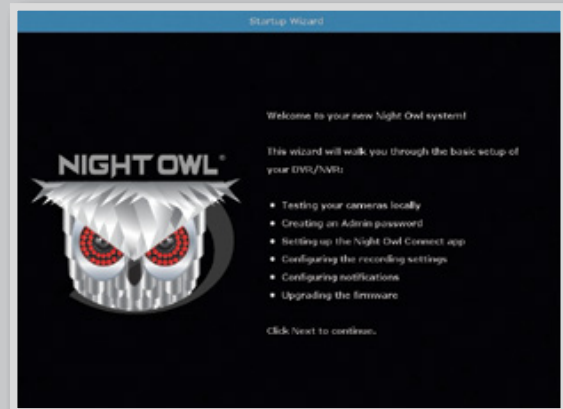 Startup Wizard
NIGHT OWL®
Welcome to your new Night Owl system!
This wizard will walk you through the basic setup of
your DVR/NVR:
• Testing your cameras locally
• Creating an Admin password
• Setting up the Night Owl Connect app
• Configuring the recording settings
• Configuring notifications
• Upgrading the firmware
Click Next to continue.